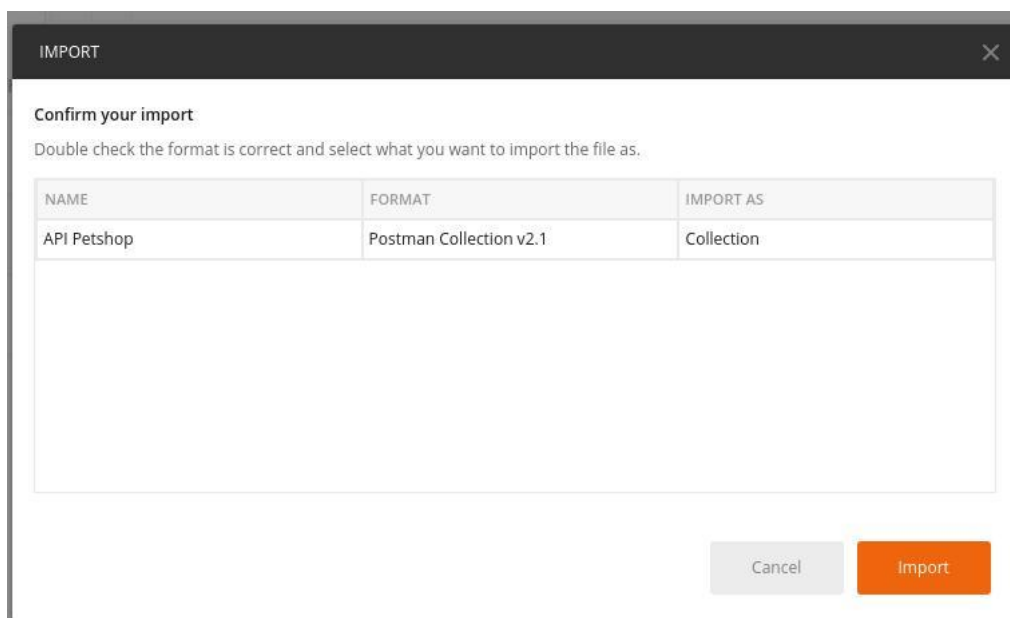 IMPORT
Confirm your import
Double check the format is correct and select what you want to import the file as.
NAME FORMAT IMPORT AS
API Petshop Postman Collection v2.1 Collection
Cancel Import